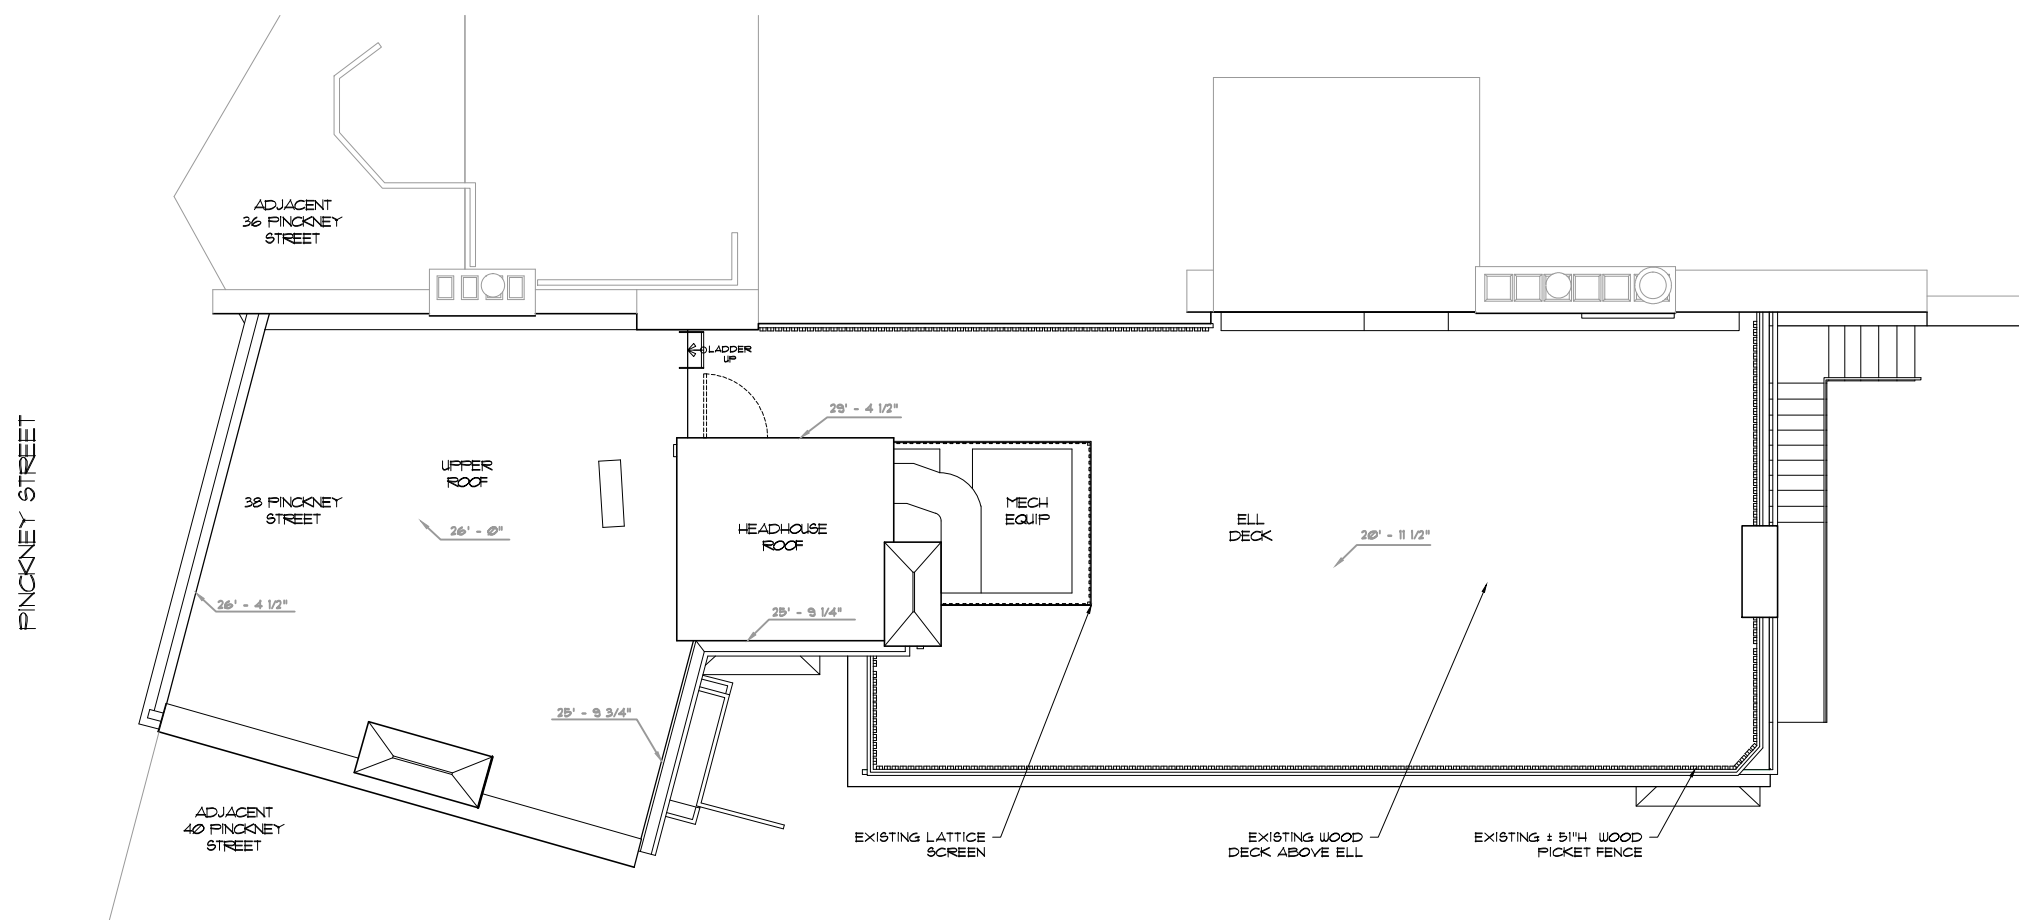 ADJACENT
36 PINCKNEY
STREET
LADDER
UP
29' - 4 1/2"
UPPER
ROOF
38 PINCKNEY
STREET
26' - 0"
HEADHOUSE
ROOF
MECH
EQUIP
ELL
DECK
20' - 11 1/2"
PINCKNEY STREET
26' - 4 1/2"
25' - 9 1/4"
25' - 9 3/4"
ADJACENT
40 PINCKNEY
STREET
EXISTING LATTICE
SCREEN
EXISTING WOOD
DECK ABOVE ELL
EXISTING ± 51"H WOOD
PICKET FENCE